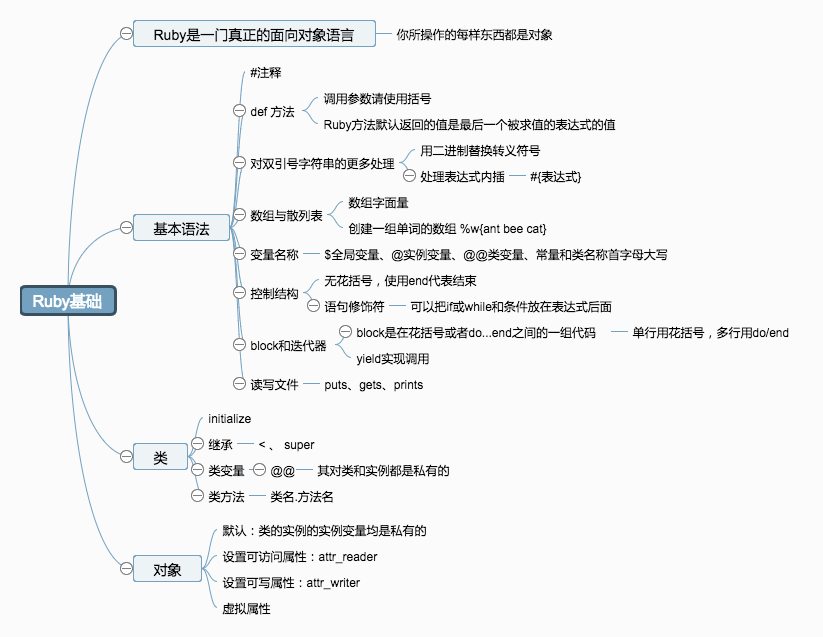 Ruby基础
Ruby是一门真正的面向对象语言
你所操作的每样东西都是对象
基本语法
#注释
def 方法
调用参数请使用括号
Ruby方法默认返回的值是最后一个被求值的表达式的值
对双引号字符串的更多处理
用二进制替换转义符号
处理表达式内插
#{表达式}
数组与散列表
数组字面量
创建一组单词的数组 %w{ant bee cat}
变量名称
$全局变量、@实例变量、@@类变量、常量和类名称首字母大写
控制结构
无花括号，使用end代表结束
语句修饰符
可以把if或while和条件放在表达式后面
block和迭代器
block是在花括号或者do...end之间的一组代码
单行用花括号，多行用do/end
yield实现调用
读写文件
puts、gets、prints
类
initialize
继承
< 、 super
类变量
@@
其对类和实例都是私有的
类方法
类名.方法名
对象
默认：类的实例的实例变量均是私有的
设置可访问属性：attr_reader
设置可写属性：attr_writer
虚拟属性